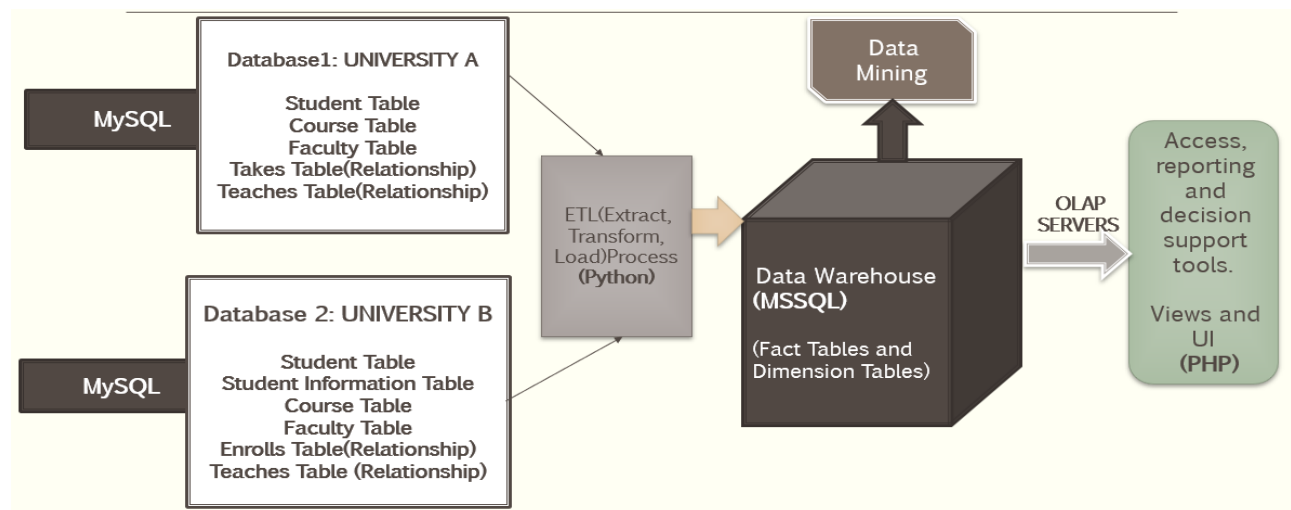 MySQL
Database1: UNIVERSITY A
Student Table
Course Table
Faculty Table
Takes Table(Relationship)
Teaches Table(Relationship)
MySQL
Database 2: UNIVERSITY B
Student Table
Student Information Table
Course Table
Faculty Table
Enrolls Table(Relationship)
Teaches Table (Relationship)
ETL(Extract,
Transform,
Load)Process
(Python)
Data
Mining
Data Warehouse
(MSSQL)
(Fact Tables and
Dimension Tables)
OLAP
SERVERS
Access,
reporting
and
decision
support
tools.
Views and
UI
(PHP)